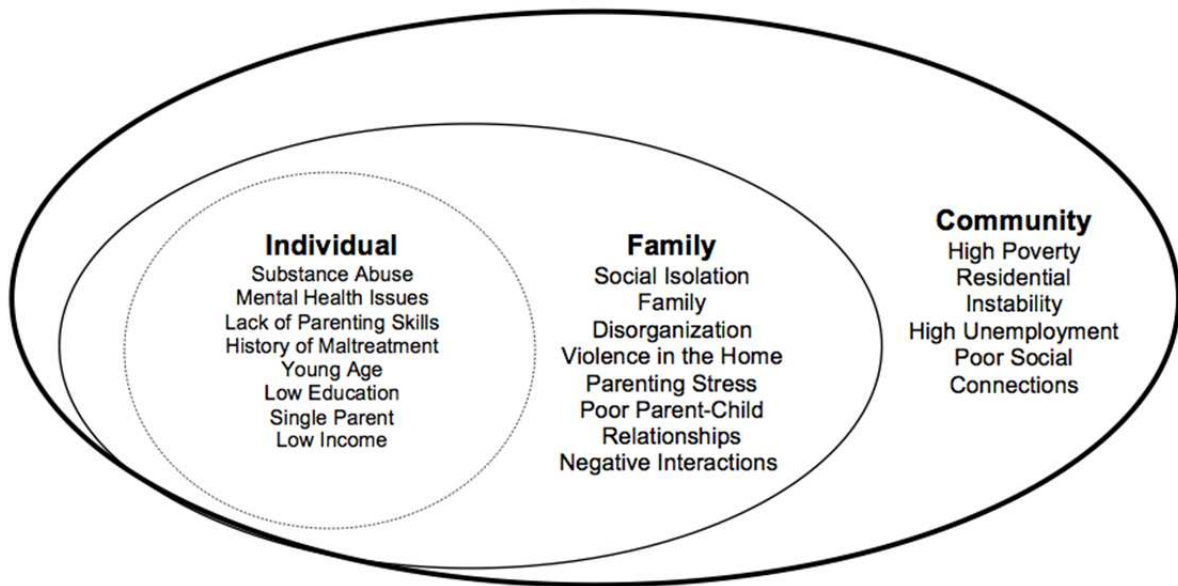 Individual
Substance Abuse
Mental Health Issues
Lack of Parenting Skills
History of Maltreatment
Young Age
Low Education
Single Parent
Low Income
Family
Social Isolation
Family
Disorganization
Violence in the Home
Parenting Stress
Poor Parent-Child
Relationships
Negative Interactions
Community
High Poverty
Residential
Instability
High Unemployment
Poor Social
Connections